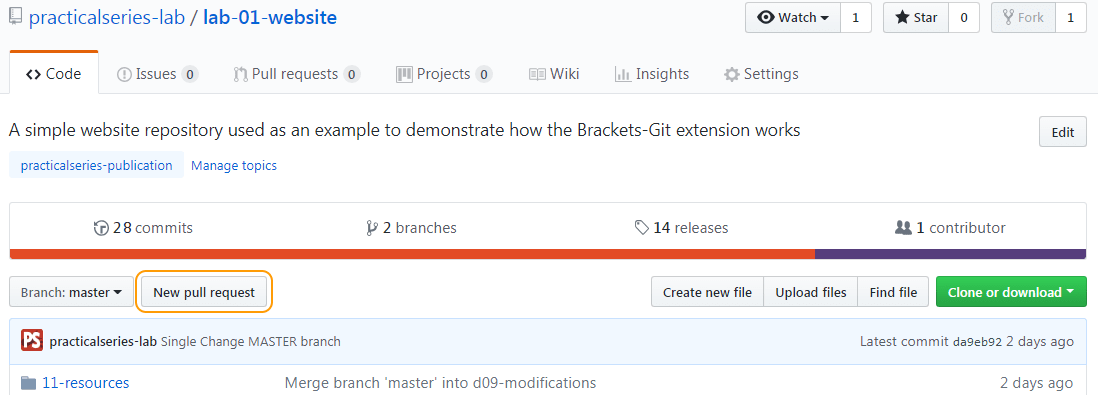 practicalseries-lab / lab-01-website Watch 1 Star 0 Fork 1
Code Issues 0 Pull requests 0 Projects 0 Wiki Insights Settings
A simple website repository used as an example to demonstrate how the Brackets-Git extension works Edit
practicalseries-publication Manage topics
28 commits 2 branches 14 releases 1 contributor
Branch: master New pull request Create new file Upload files Find file Clone or download
PS practicalseries-lab Single Change MASTER branch Latest commit da9eb92 2 days ago
11-resources Merge branch 'master' into d09-modifications 2 days ago